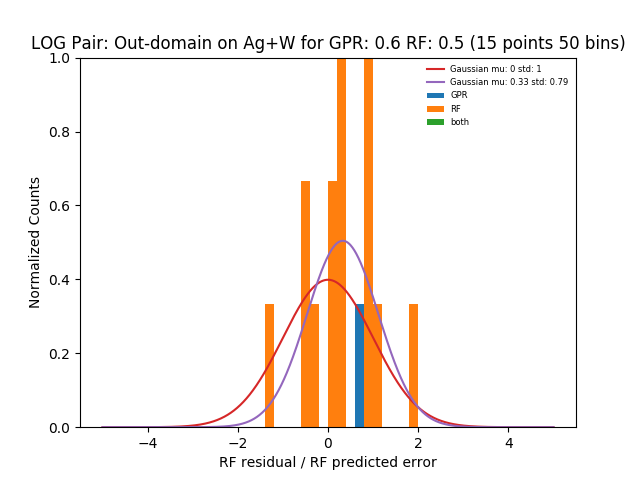 LOG Pair: Out-domain on Ag+W for GPR: 0.6 RF: 0.5 (15 points 50 bins)
1.0
0.8
0.6
0.4
0.2
0.0
Normalized Counts
Gaussian mu: 0 std: 1
Gaussian mu: 0.33 std: 0.79
GPR
RF
both
−4 −2 0 2 4
RF residual / RF predicted error